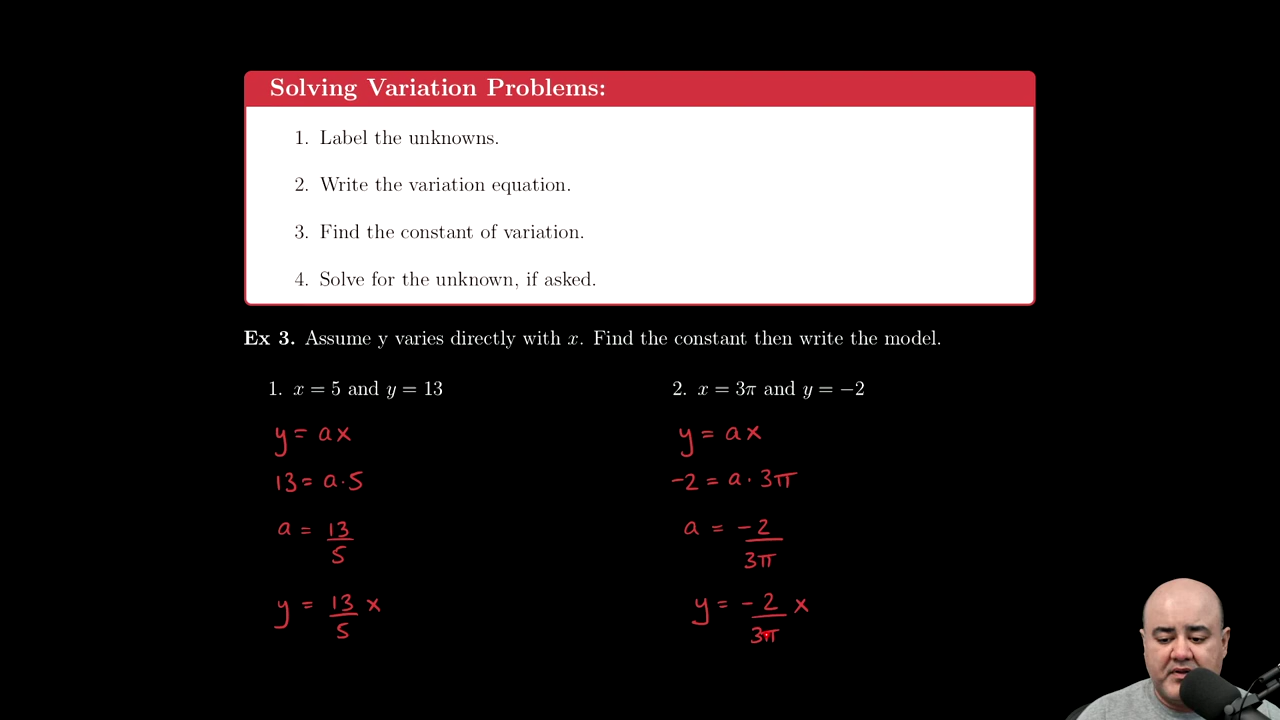 Solving Variation Problems:
1. Label the unknowns.
2. Write the variation equation.
3. Find the constant of variation.
4. Solve for the unknown, if asked.
Ex 3. Assume y varies directly with x. Find the constant then write the model.
1. x = 5 and y = 13
y = ax
13 = a·5
a = 13/5
y = 13/5 x
2. x = 3π and y = −2
y = ax
-2 = a · 3π
a = -2/3π
y = -2/3π x